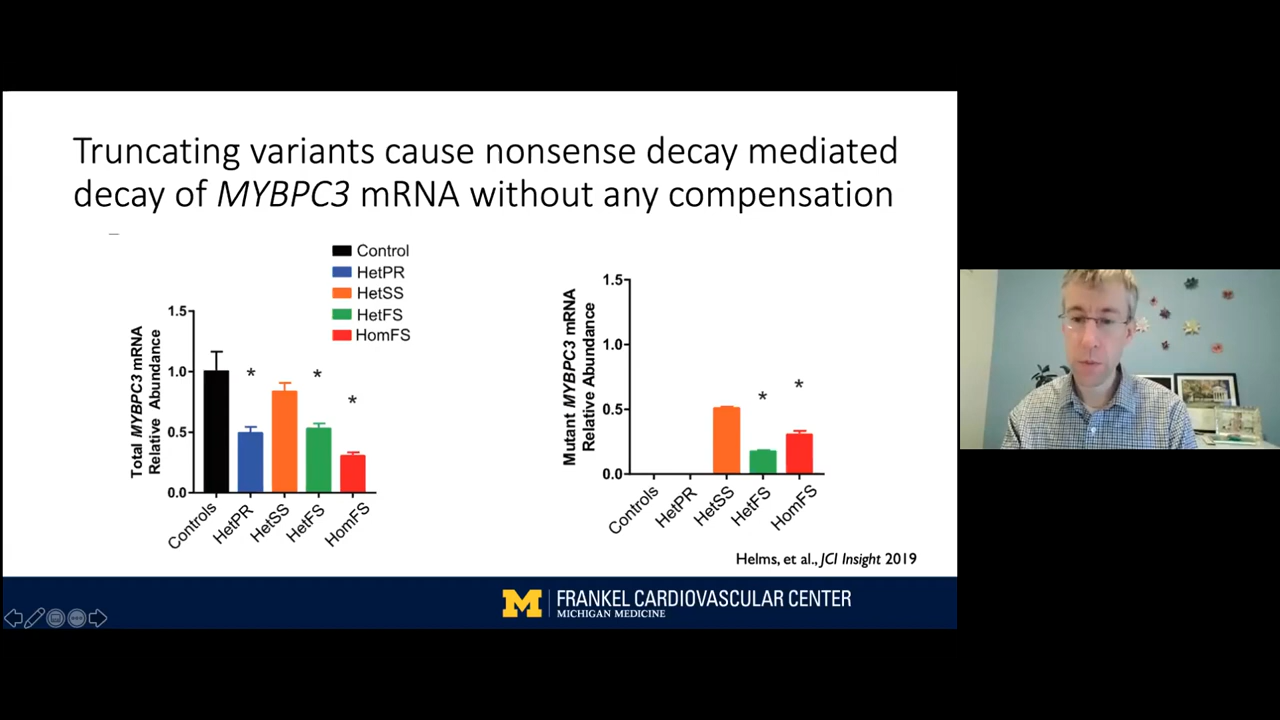 Truncating variants cause nonsense decay mediated
decay of MYBPC3 mRNA without any compensation
Control
HetPR
HetSS
HetFS
HomFS
Total MYBPC3 mRNA
Relative Abundance
1.5
1.0
0.5
0.0
*
*
*
Controls
HetPR
HetSS
HetFS
HomFS
Mutant MYBPC3 mRNA
Relative Abundance
1.5
1.0
0.5
0.0
*
*
Controls
HetPR
HetSS
HetFS
HomFS
Helms, et al., JCI Insight 2019
M
FRANKEL CARDIOVASCULAR CENTER
MICHIGAN MEDICINE